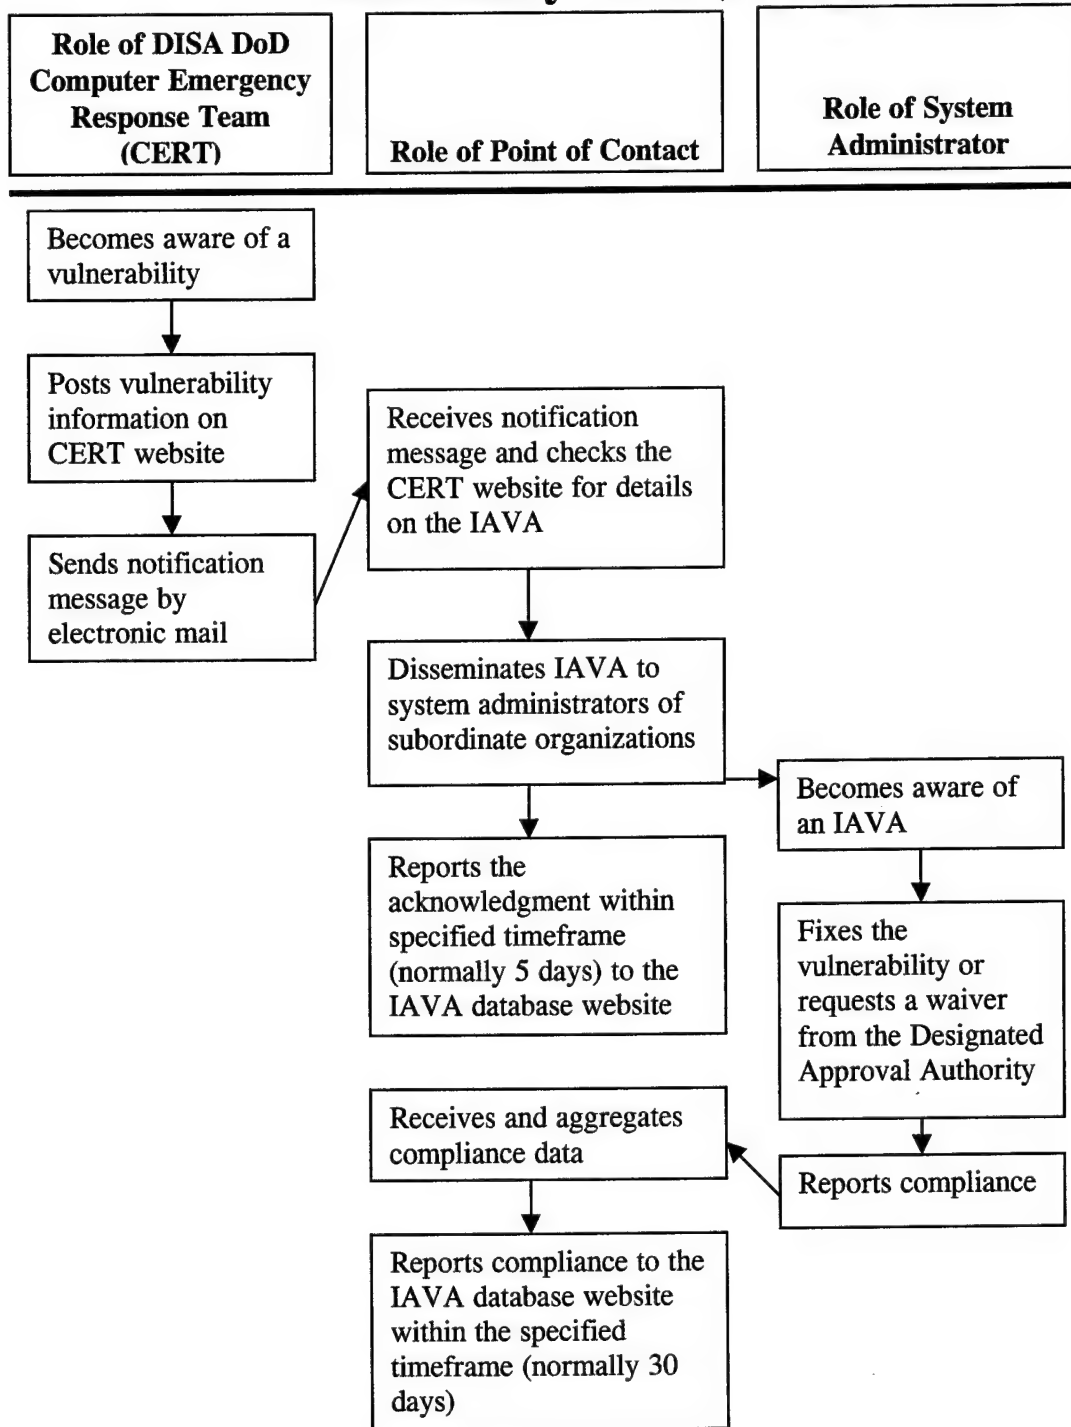 Role of DISA DoD
Computer Emergency
Response Team
(CERT)
Role of Point of Contact
Role of System
Administrator
Becomes aware of a
vulnerability
Posts vulnerability
information on
CERT website
Sends notification
message by
electronic mail
Receives notification
message and checks the
CERT website for details
on the IAVA
Disseminates IAVA to
system administrators of
subordinate organizations
Reports the
acknowledgment within
specified timeframe
(normally 5 days) to the
IAVA database website
Becomes aware of
an IAVA
Fixes the
vulnerability or
requests a waiver
from the Designated
Approval Authority
Reports compliance
Receives and aggregates
compliance data
Reports compliance to the
IAVA database website
within the specified
timeframe (normally 30
days)